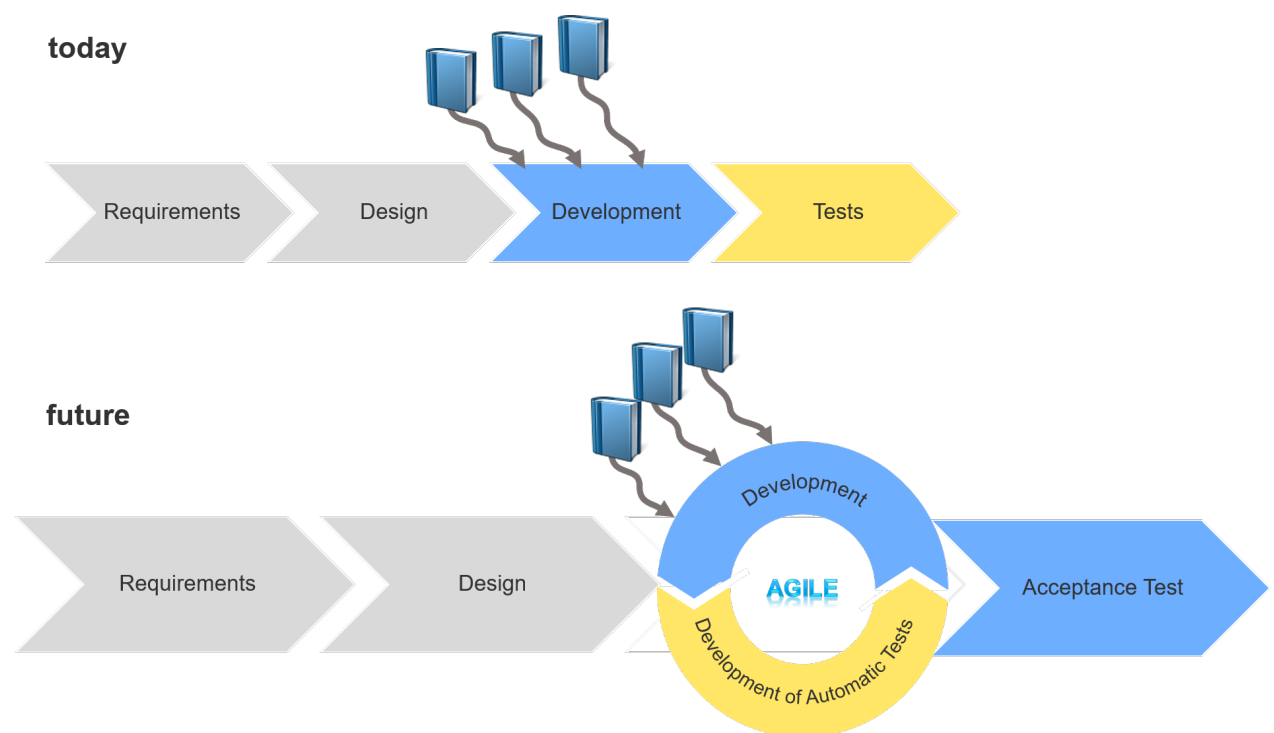 today
Requirements
Design
Development
Tests
future
Requirements
Design
Development
AGILE
Development of Automatic Tests
Acceptance Test